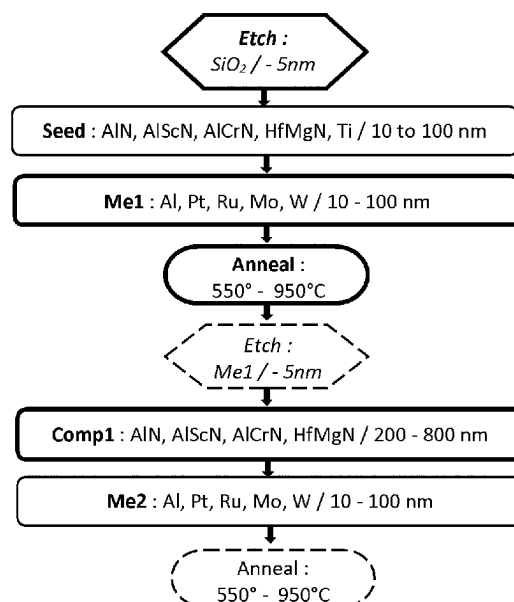 Etch :
SiO₂ / - 5nm
Seed : AlN, AlScN, AlCrN, HfMgN, Ti / 10 to 100 nm
Me1 : Al, Pt, Ru, Mo, W / 10 - 100 nm
Anneal :
550° - 950°C
Etch :
Me1 / - 5nm
Comp1 : AlN, AlScN, AlCrN, HfMgN / 200 - 800 nm
Me2 : Al, Pt, Ru, Mo, W / 10 - 100 nm
Anneal :
550° - 950°C